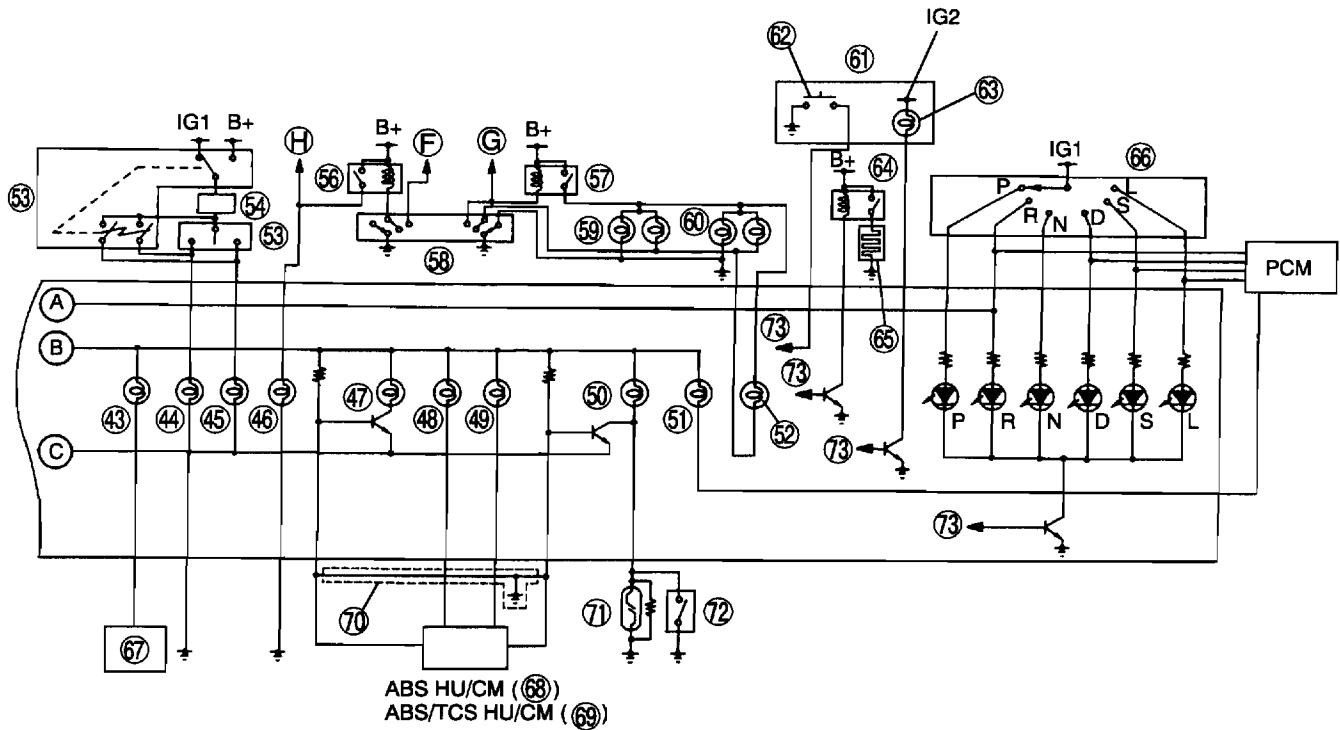 IG2
62
61
63
IG1 B+
H
B+
F
G
B+
56
57
64
B+
IG1
66
53
54
53
58
59
60
65
P
R
N
D
S
L
PCM
A
B
C
73
73
73
73
43
44
45
46
47
48
49
50
51
52
P R N D S L
67
70
71
72
ABS HU/CM (68)
ABS/TCS HU/CM (69)